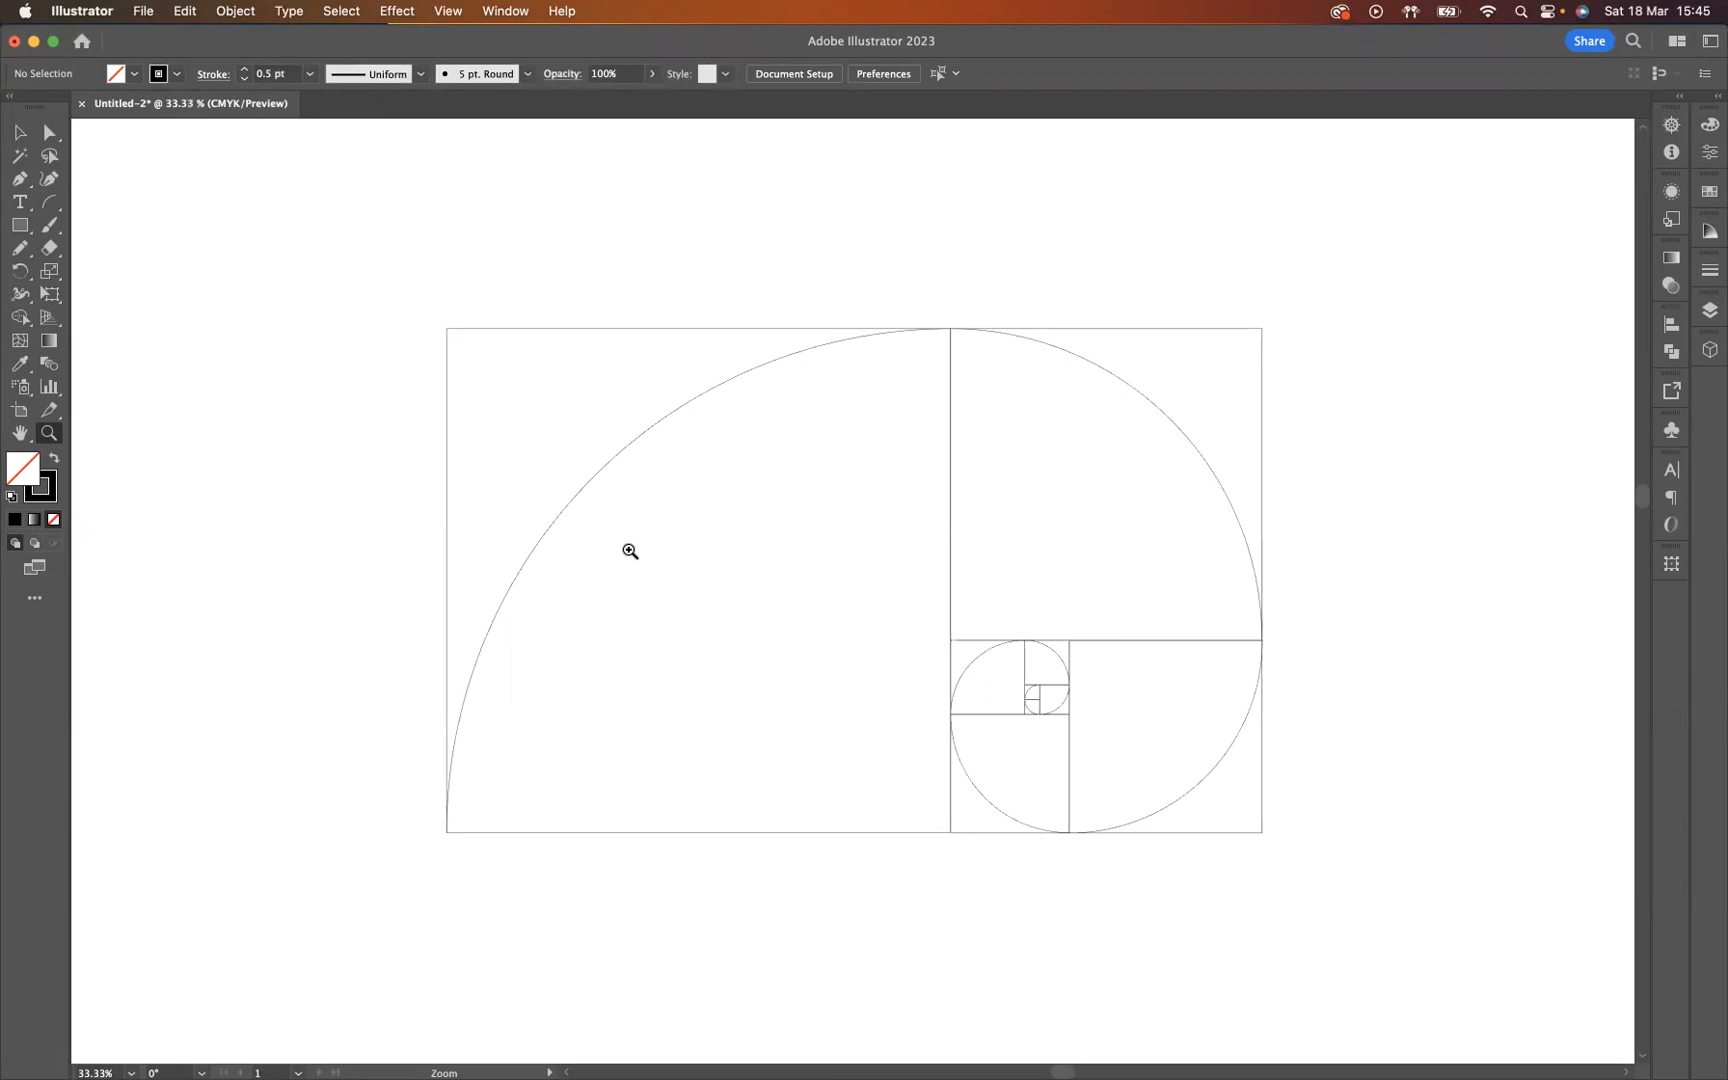 Illustrator File Edit Object Type Select Effect View Window Help Sat 18 Mar 15:45
Adobe Illustrator 2023 Share
No Selection Stroke: 0.5 pt Uniform 5 pt. Round Opacity: 100% Style: Document Setup Preferences
× Untitled-2* @ 33.33 % (CMYK/Preview)
33.33% 0° 1 Zoom